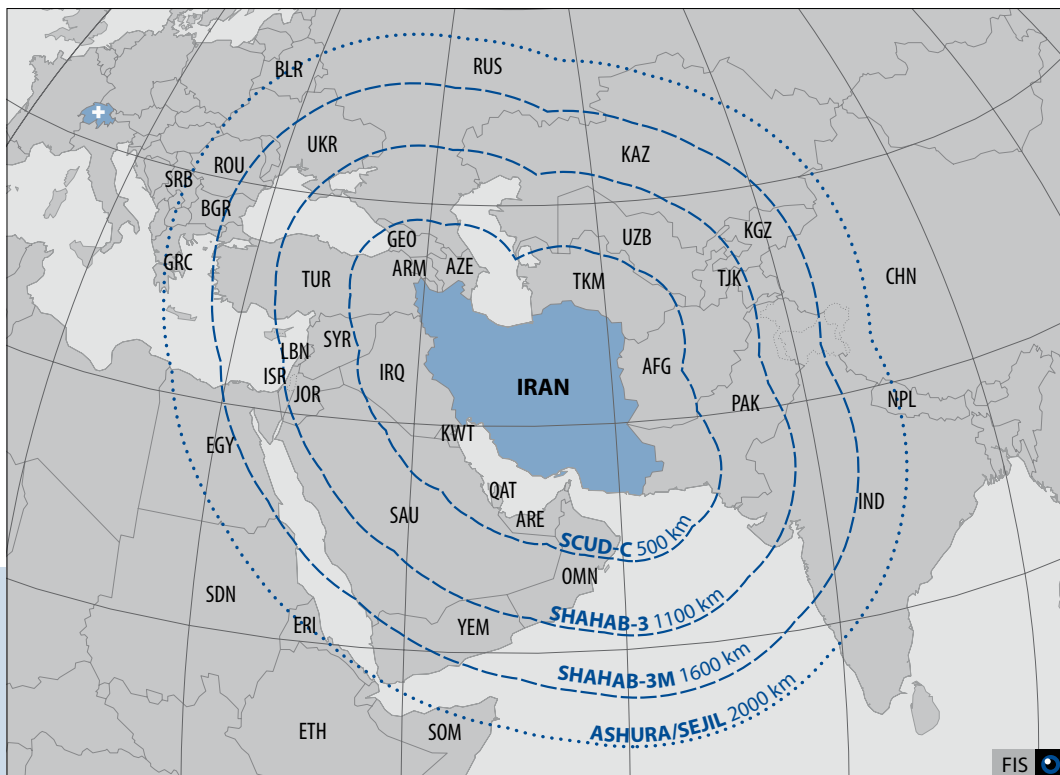 BLR
RUS
UKR
KAZ
ROU
SRB
BGR
KGZ
UZB
GEO
GRC
ARM
AZE
TKM
TJK
CHN
TUR
SYR
LBN
ISR
IRQ
JOR
IRAN
AFG
PAK
NPL
KWT
EGY
QAT
IND
SAU
ARE
SCUD-C 500 km
OMN
SDN
SHAHAB-3 1100 km
ERI
YEM
SHAHAB-3M 1600 km
ASHURA/SEJIL 2000 km
ETH
SOM
FIS